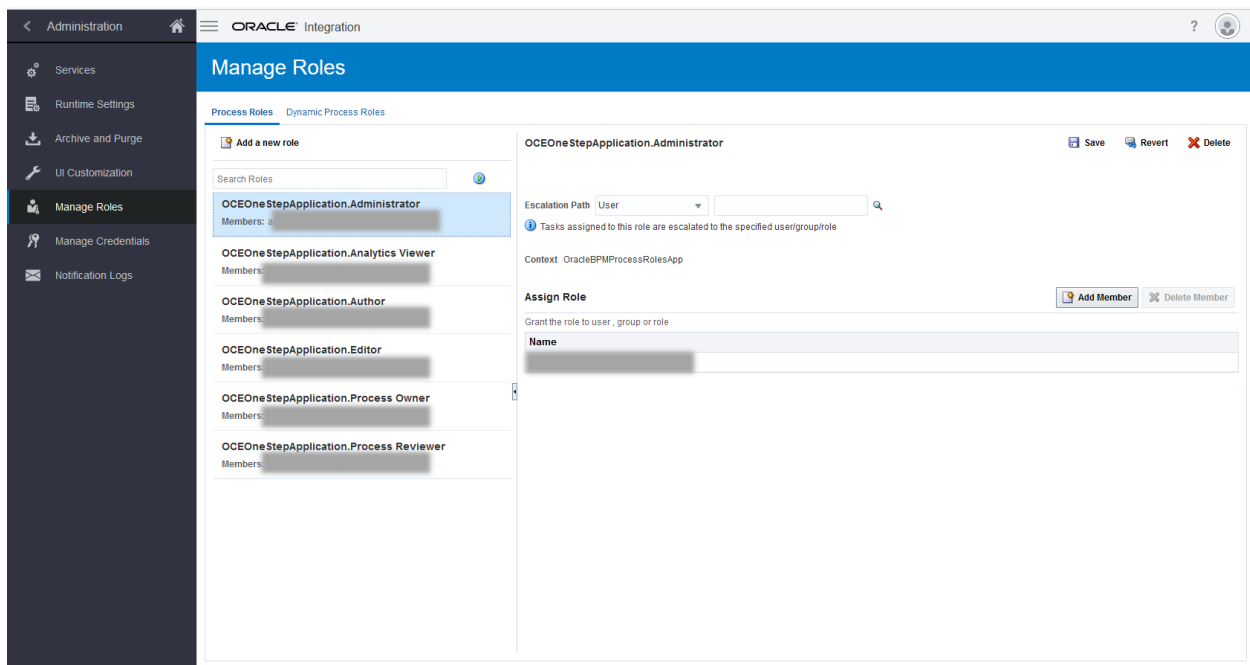 Administration
ORACLE Integration
?
Services
Runtime Settings
Archive and Purge
UI Customization
Manage Roles
Manage Credentials
Notification Logs
Manage Roles
Process Roles Dynamic Process Roles
Add a new role
Search Roles
OCEOneStepApplication.Administrator
Members: a
OCEOneStepApplication.Analytics Viewer
Members:
OCEOneStepApplication.Author
Members:
OCEOneStepApplication.Editor
Members:
OCEOneStepApplication.Process Owner
Members:
OCEOneStepApplication.Process Reviewer
Members:
OCEOneStepApplication.Administrator
Save Revert Delete
Escalation Path User
Tasks assigned to this role are escalated to the specified user/group/role
Context OracleBPMProcessRolesApp
Assign Role
Add Member Delete Member
Grant the role to user , group or role
Name